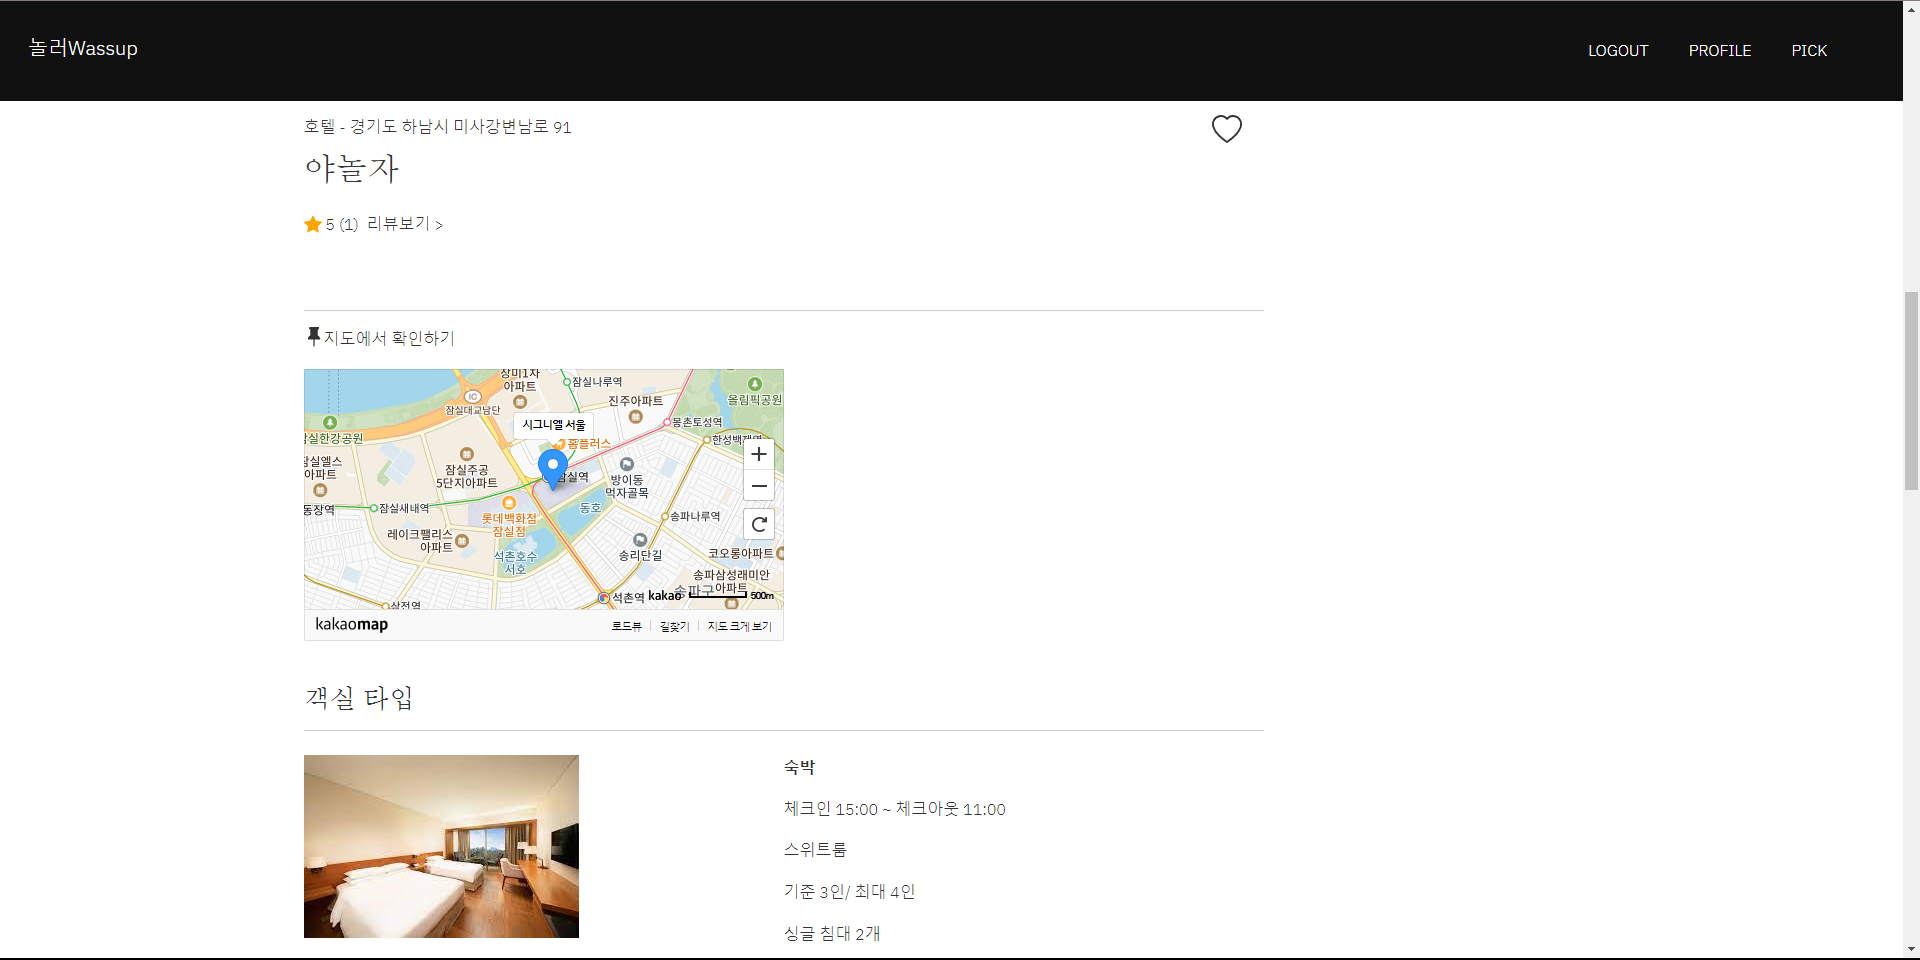 놀러Wassup
LOGOUT PROFILE PICK
호텔 - 경기도 하남시 미사강변남로 91
야놀자
5 (1) 리뷰보기 >
지도에서 확인하기
장미1차
아파트
잠실나루역
올림픽공원
잠실대교남단
IC
진주아파트
몽촌토성역
시그니엘 서울
홈플러스
한성백제역
잠실한강공원
잠실엘스
아파트
잠실주공
5단지아파트
잠실역
방이동
먹자골목
동호
잠실새내역
롯데백화점
잠실점
송파나루역
레이크팰리스
아파트
석촌호수
서호
송리단길
코오롱아파트
송파삼성래미안
아파트
송파구
삼전역
석촌역
kakao
500m
kakaomap
로드뷰
길찾기
지도 크게 보기
객실 타입
숙박
체크인 15:00 ~ 체크아웃 11:00
스위트룸
기준 3인/ 최대 4인
싱글 침대 2개